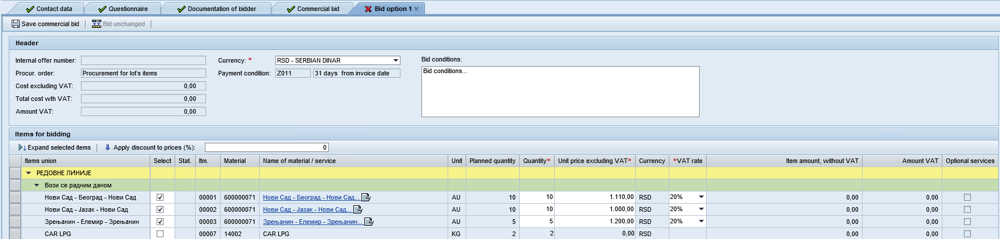 Contact data Questionnaire Documentation of bidder Commercial bid Bid option 1
Save commercial bid Bid unchanged
Header
Internal offer number: Currency: * RSD - SERBIAN DINAR Bid conditions:
Procur. order: Procurement for lot's items Payment condition: Z011 31 days from invoice date Bid conditions...
Cost excluding VAT: 0,00
Total cost wth VAT: 0,00
Amount VAT: 0,00
Items for bidding
Expand selected items Apply discount to prices (%): 0
Items union Select Stat. Itm. Material Name of material / service Unit Planned quantity Quantity* Unit price excluding VAT* Currency *VAT rate Item amount, without VAT Amount VAT Optional services
РЕДОВНЕ ЛИНИЈЕ
Вози се радним даном
Нови Сад - Београд - Нови Сад 00001 600000071 Нови Сад - Београд - Нови Сад... AU 10 10 1.110,00 RSD 20% 0,00 0,00
Нови Сад - Јазак - Нови Сад 00002 600000071 Нови Сад - Јазак - Нови Сад... AU 10 10 1.000,00 RSD 20% 0,00 0,00
Зрењанин - Елемир - Зрењанин 00003 600000071 Зрењанин - Елемир - Зрењанин... AU 5 5 1.200,00 RSD 20% 0,00 0,00
CAR LPG 00007 14002 CAR LPG KG 2 2 0,00 RSD 0,00 0,00